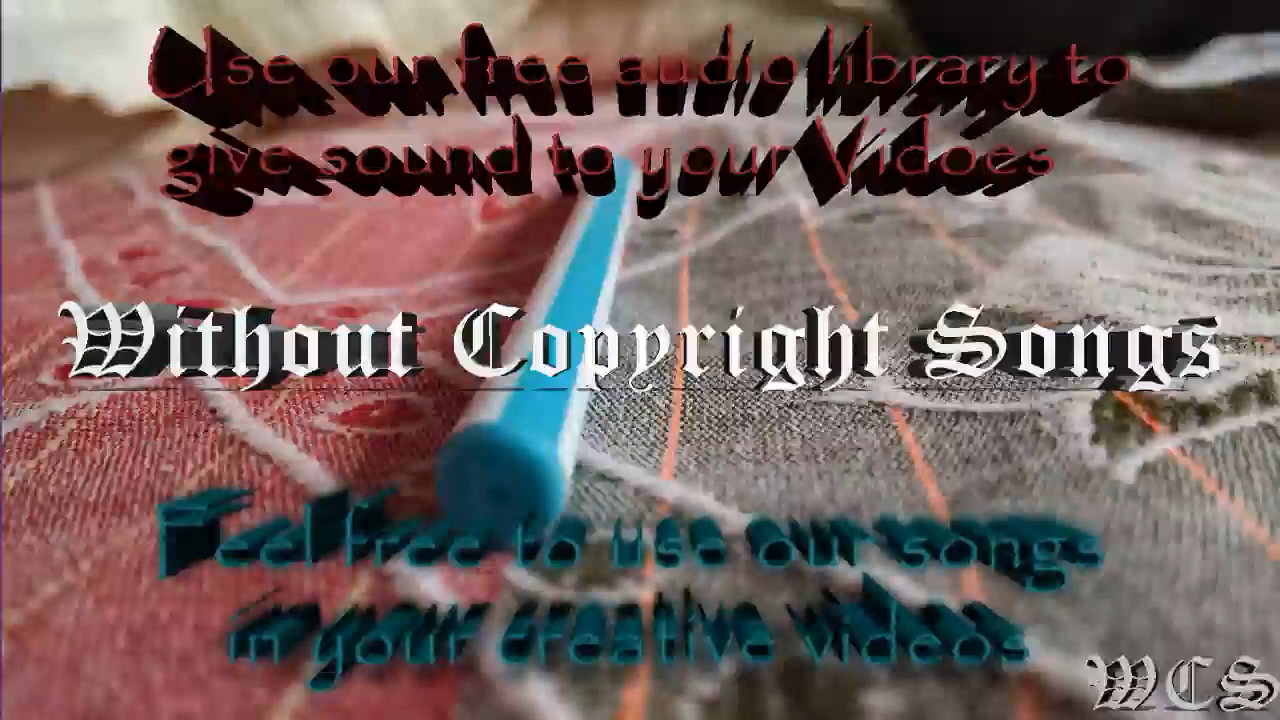 Use our free audio library to
give sound to your Vidoes
Without Copyright Songs
Feel free to use our songs
in your creative videos
WCS